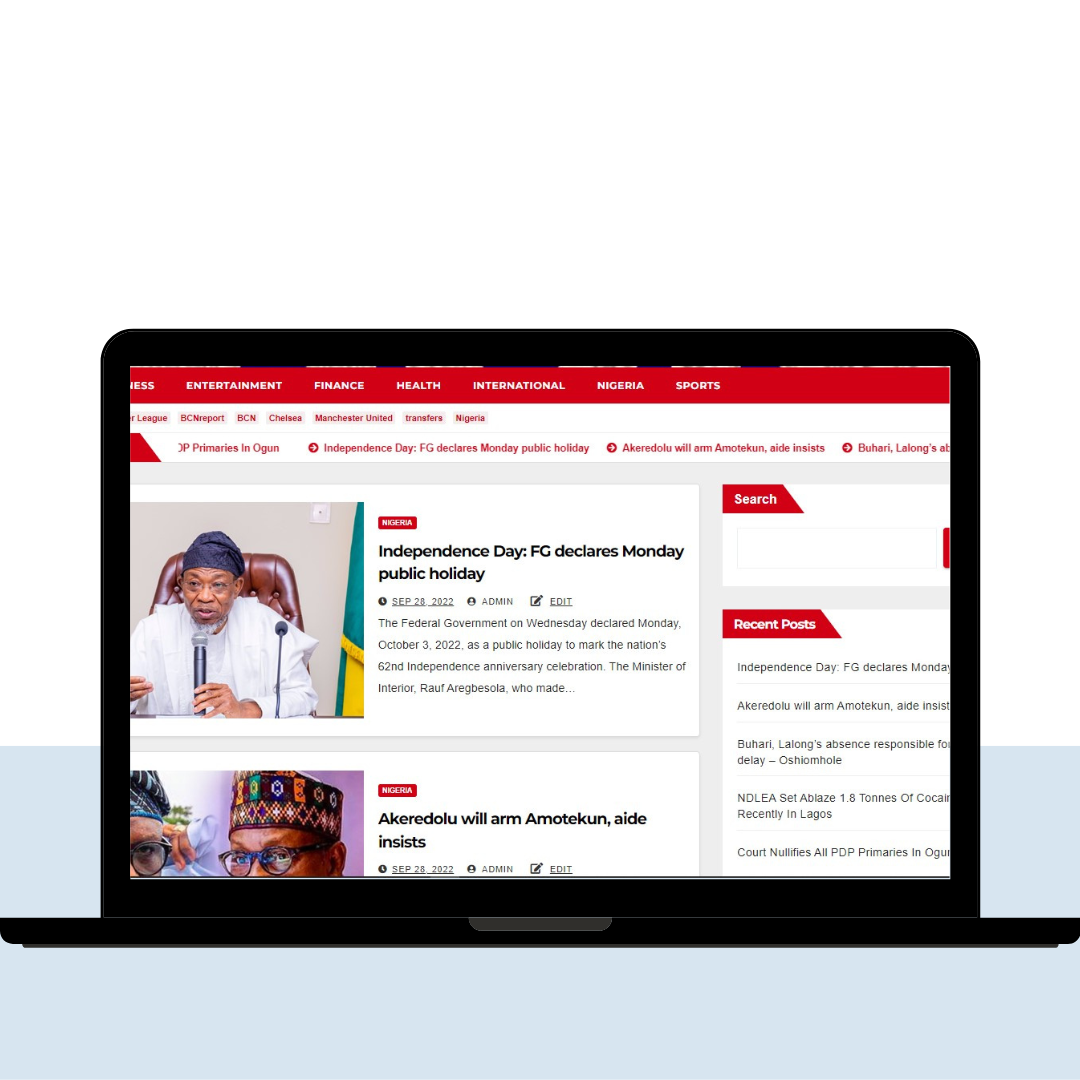 NESS ENTERTAINMENT FINANCE HEALTH INTERNATIONAL NIGERIA SPORTS
er League BCNreport BCN Chelsea Manchester United transfers Nigeria
DP Primaries In Ogun Independence Day: FG declares Monday public holiday Akeredolu will arm Amotekun, aide insists Buhari, Lalong's ab
NIGERIA
Independence Day: FG declares Monday
public holiday
SEP 28, 2022 ADMIN EDIT
The Federal Government on Wednesday declared Monday,
October 3, 2022, as a public holiday to mark the nation's
62nd Independence anniversary celebration. The Minister of
Interior, Rauf Aregbesola, who made…
NIGERIA
Akeredolu will arm Amotekun, aide
insists
SEP 28, 2022 ADMIN EDIT
Search
Recent Posts
Independence Day: FG declares Monday
Akeredolu will arm Amotekun, aide insist
Buhari, Lalong's absence responsible for
delay – Oshiomhole
NDLEA Set Ablaze 1.8 Tonnes Of Cocain
Recently In Lagos
Court Nullifies All PDP Primaries In Ogun